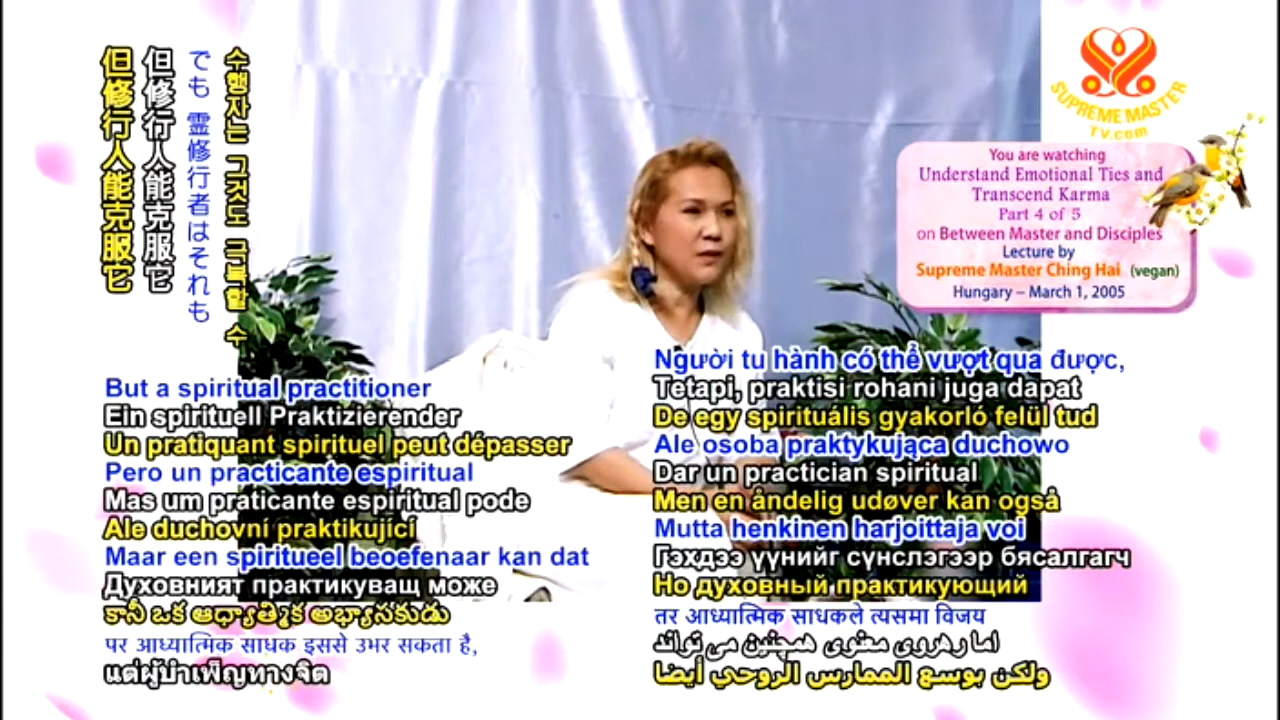 但修行人能克服它
但修行人能克服它
でも 霊修行者はそれも
수행자는 그것도 극복할 수
SUPREME MASTER
TV.com
You are watching
Understand Emotional Ties and
Transcend Karma
Part 4 of 5
on Between Master and Disciples
Lecture by
Supreme Master Ching Hai (vegan)
Hungary – March 1, 2005
But a spiritual practitioner
Ein spirituell Praktizierender
Un pratiquant spirituel peut dépasser
Pero un practicante espiritual
Mas um praticante espiritual pode
Ale duchovní praktikující
Maar een spiritueel beoefenaar kan dat
Духовният практикуващ може
కానీ ఒక ఆధ్యాత్మిక అభ్యాసకుడు
पर आध्यात्मिक साधक इससे उभर सकता है,
แต่ผู้บำเพ็ญทางจิต
Người tu hành có thể vượt qua được,
Tetapi, praktisi rohani juga dapat
De egy spirituális gyakorló felül tud
Ale osoba praktykująca duchowo
Dar un practician spiritual
Men en åndelig udøver kan også
Mutta henkinen harjoittaja voi
Гэхдээ үүнийг сүнслэгээр бясалгагч
Но духовный практикующий
तर आध्यात्मिक साधकले त्यसमा विजय
اما رهروی معنوی همچنین می تواند
ولكن بوسع الممارس الروحي أيضا